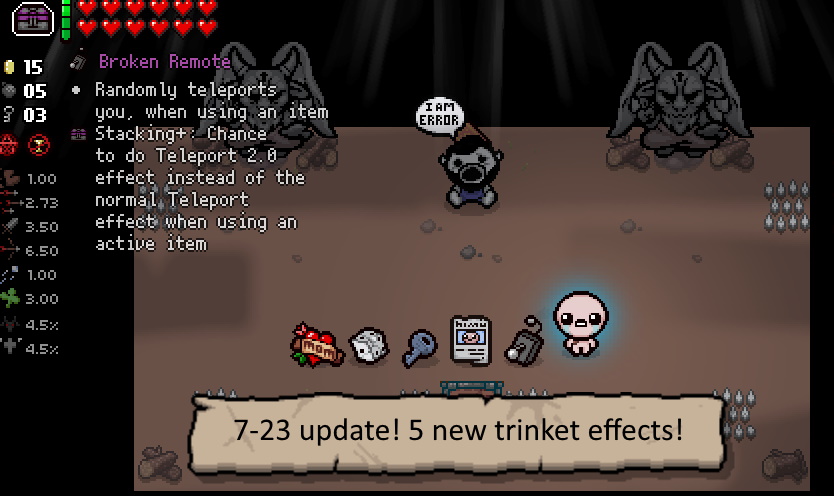 15
Broken Remote
05
Randomly teleports
you, when using an item
03
Stacking+: Chance
to do Teleport 2.0
effect instead of the
normal Teleport
effect when using an
active item
I AM
ERROR
1.00
2.73
3.50
6.50
1.00
3.00
4.5%
4.5%
MOM
7-23 update! 5 new trinket effects!